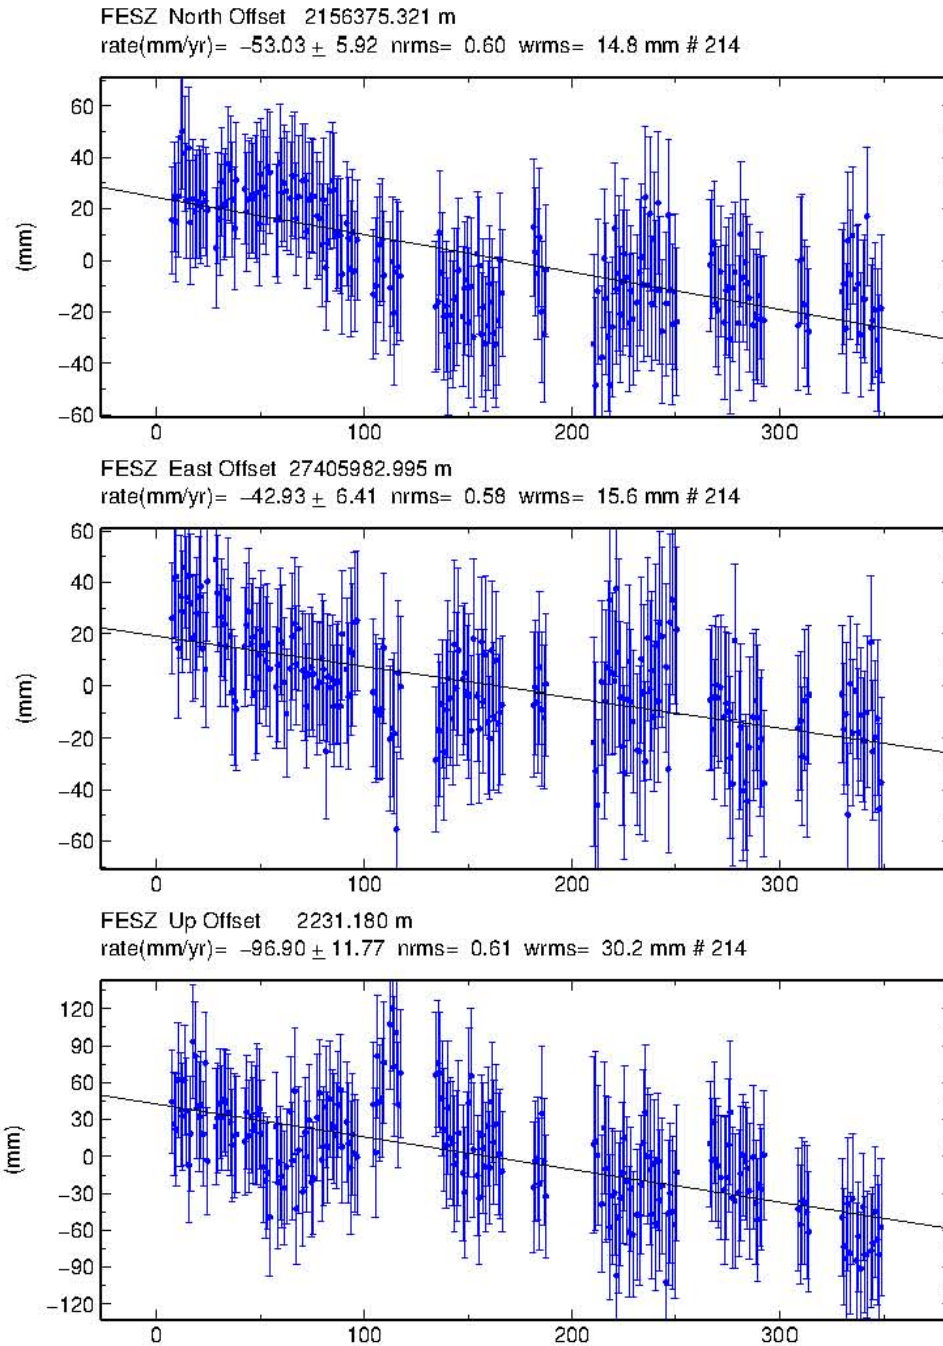 FESZ North Offset 2156375.321 m
rate(mm/yr)= −53.03 ± 5.92 nrms= 0.60 wrms= 14.8 mm # 214
60
40
20
0
−20
−40
−60
(mm)
0 100 200 300
FESZ East Offset 27405982.995 m
rate(mm/yr)= −42.93 ± 6.41 nrms= 0.58 wrms= 15.6 mm # 214
60
40
20
0
−20
−40
−60
(mm)
0 100 200 300
FESZ Up Offset 2231.180 m
rate(mm/yr)= −96.90 ± 11.77 nrms= 0.61 wrms= 30.2 mm # 214
120
90
60
30
0
−30
−60
−90
−120
(mm)
0 100 200 300